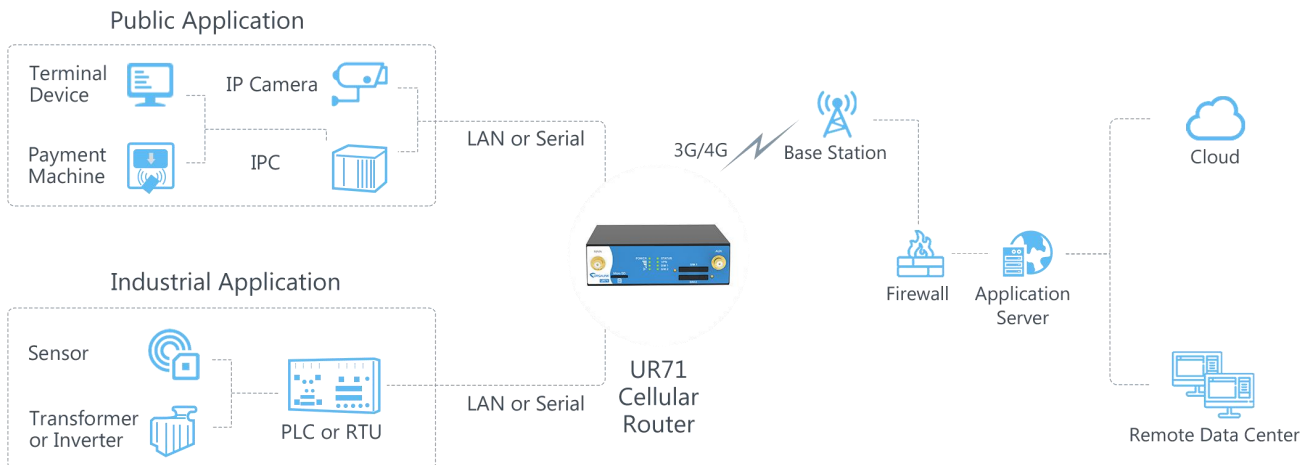 Public Application
Terminal
Device
IP Camera
Payment
Machine
IPC
LAN or Serial
Industrial Application
Sensor
Transformer
or Inverter
PLC or RTU
LAN or Serial
UR71
Cellular
Router
3G/4G
Base Station
Firewall
Application
Server
Cloud
Remote Data Center